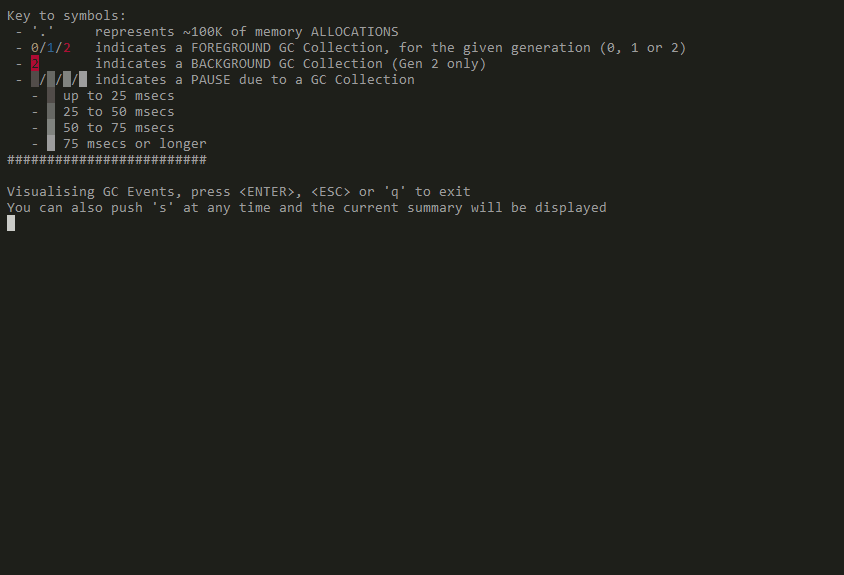 Key to symbols:
- '.' represents ~100K of memory ALLOCATIONS
- 0/1/2 indicates a FOREGROUND GC Collection, for the given generation (0, 1 or 2)
- 2 indicates a BACKGROUND GC Collection (Gen 2 only)
- ░/▒/▓/█ indicates a PAUSE due to a GC Collection
- ░ up to 25 msecs
- ▒ 25 to 50 msecs
- ▓ 50 to 75 msecs
- █ 75 msecs or longer
#########################
Visualising GC Events, press <ENTER>, <ESC> or 'q' to exit
You can also push 's' at any time and the current summary will be displayed